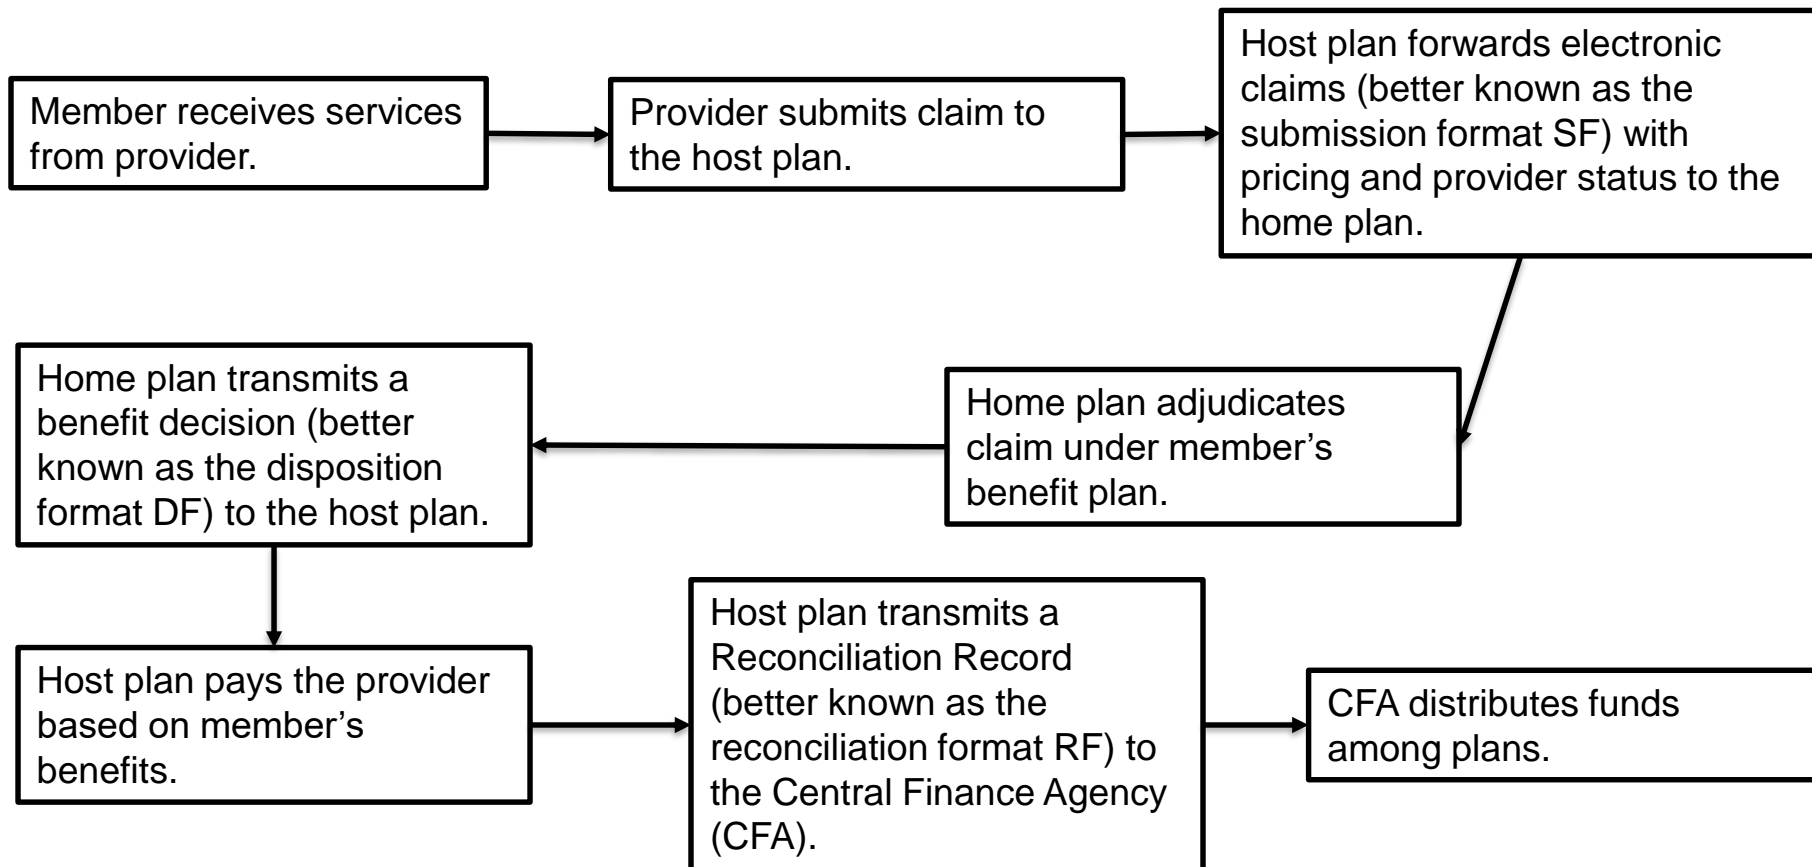 Member receives services
from provider.
Provider submits claim to
the host plan.
Host plan forwards electronic
claims (better known as the
submission format SF) with
pricing and provider status to the
home plan.
Home plan adjudicates
claim under member’s
benefit plan.
Home plan transmits a
benefit decision (better
known as the disposition
format DF) to the host plan.
Host plan pays the provider
based on member’s
benefits.
Host plan transmits a
Reconciliation Record
(better known as the
reconciliation format RF) to
the Central Finance Agency
(CFA).
CFA distributes funds
among plans.